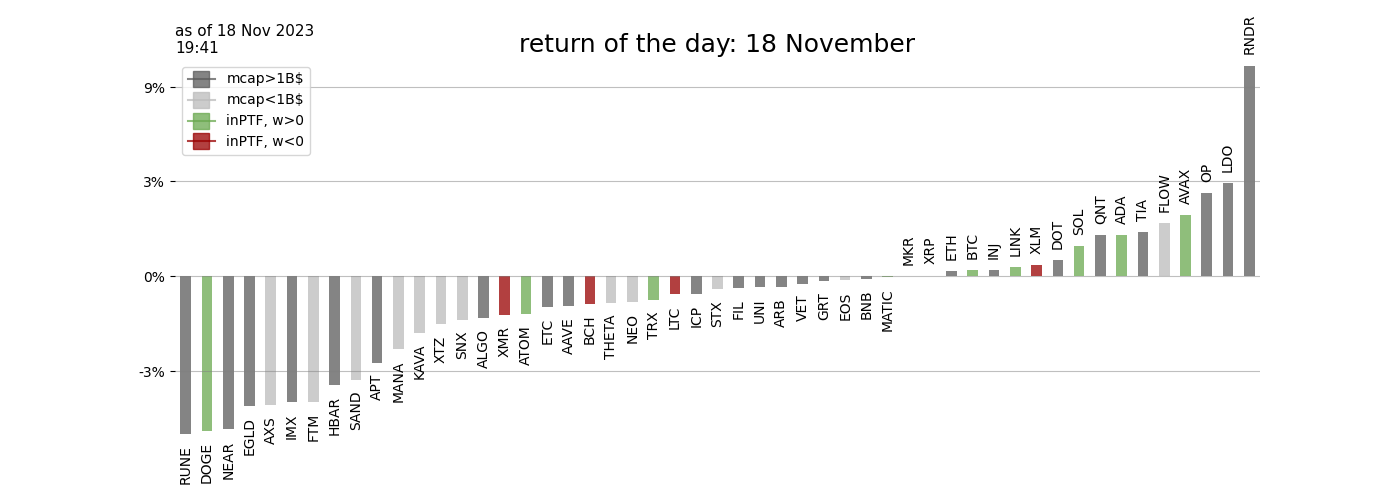 as of 18 Nov 2023
19:41
return of the day: 18 November
mcap>1B$
mcap<1B$
inPTF, w>0
inPTF, w<0
9%
3%
0%
-3%
RUNE
DOGE
NEAR
EGLD
AXS
IMX
FTM
HBAR
SAND
APT
MANA
KAVA
XTZ
SNX
ALGO
XMR
ATOM
ETC
AAVE
BCH
THETA
NEO
TRX
LTC
ICP
STX
FIL
UNI
ARB
VET
GRT
EOS
BNB
MATIC
MKR
XRP
ETH
BTC
INJ
LINK
XLM
DOT
SOL
QNT
ADA
TIA
FLOW
AVAX
OP
LDO
RNDR